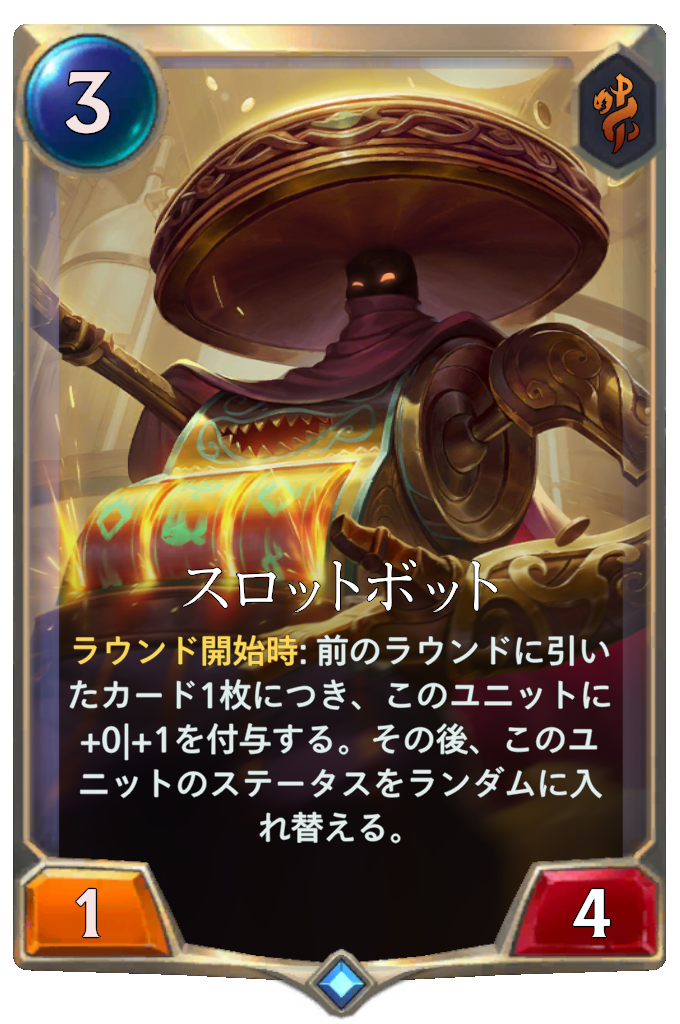 3
スロットボット
ラウンド開始時: 前のラウンドに引い
たカード1枚につき、このユニットに
+0|+1を付与する。その後、このユ
ニットのステータスをランダムに入
れ替える。
1
4